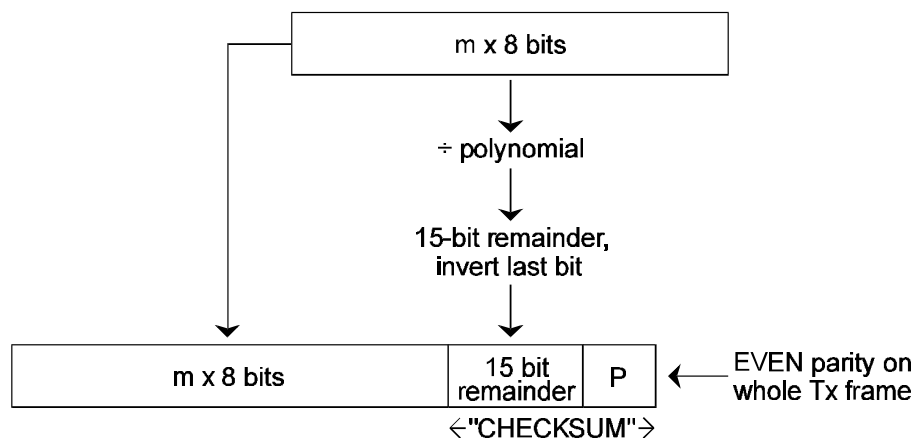 m x 8 bits
÷ polynomial
15-bit remainder,
invert last bit
m x 8 bits
15 bit
remainder
P
EVEN parity on
whole Tx frame
"CHECKSUM"